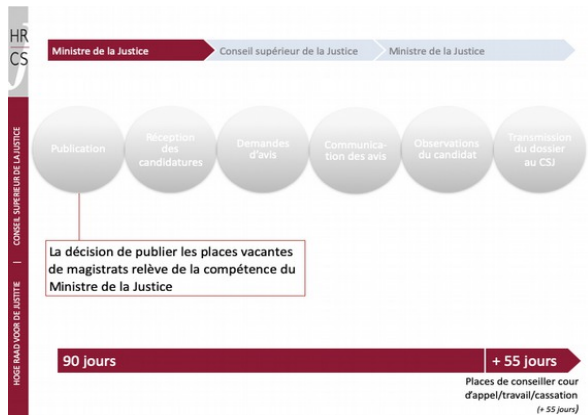 HR
CS
Ministre de la Justice
Conseil supérieur de la Justice
Ministre de la Justice
Publication
Réception
des
candidatures
Demandes
d'avis
Communica-
tion des avis
Observations
du candidat
Transmission
du dossier
au CSJ
La décision de publier les places vacantes
de magistrats relève de la compétence du
Ministre de la Justice
90 jours
+ 55 jours
Places de conseiller cour
d'appel/travail/cassation
(+ 55 jours)
HOGE RAAD VOOR DE JUSTITIE | CONSEIL SUPERIEUR DE LA JUSTICE